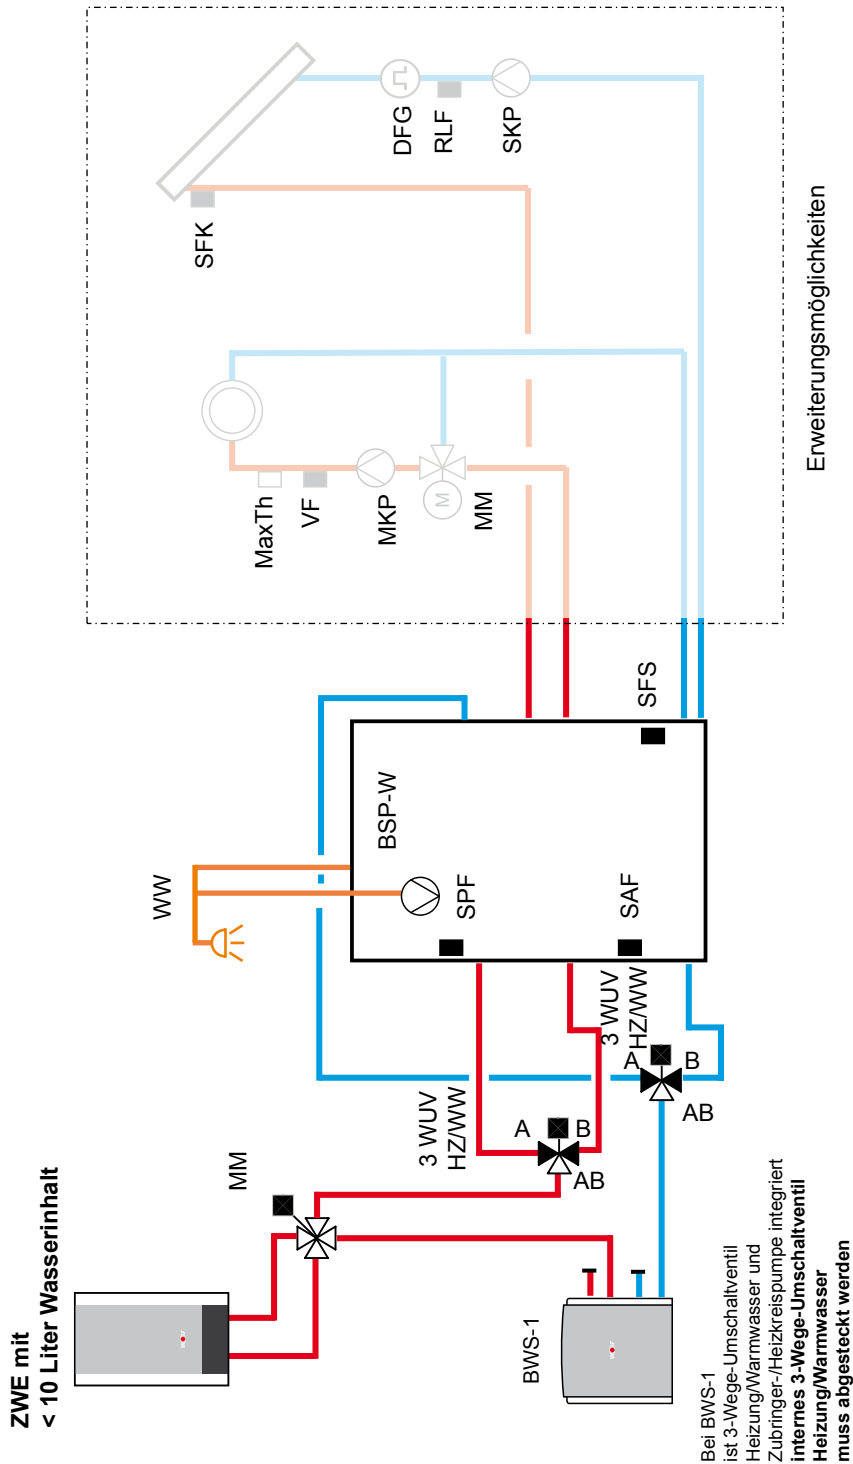 ZWE mit
< 10 Liter Wasserinhalt
MM
WW
BWS-1
Bei BWS-1
ist 3-Wege-Umschaltventil
Heizung/Warmwasser und
Zubringer-/Heizkreispumpe integriert
internes 3-Wege-Umschaltventil
Heizung/Warmwasser
muss abgesteckt werden
3 WUV
HZ/WW
A
B
AB
3 WUV
HZ/WW
A
B
AB
BSP-W
SPF
SAF
SFS
MaxTh
VF
MKP
M
MM
SFK
DFG
RLF
SKP
Erweiterungsmöglichkeiten